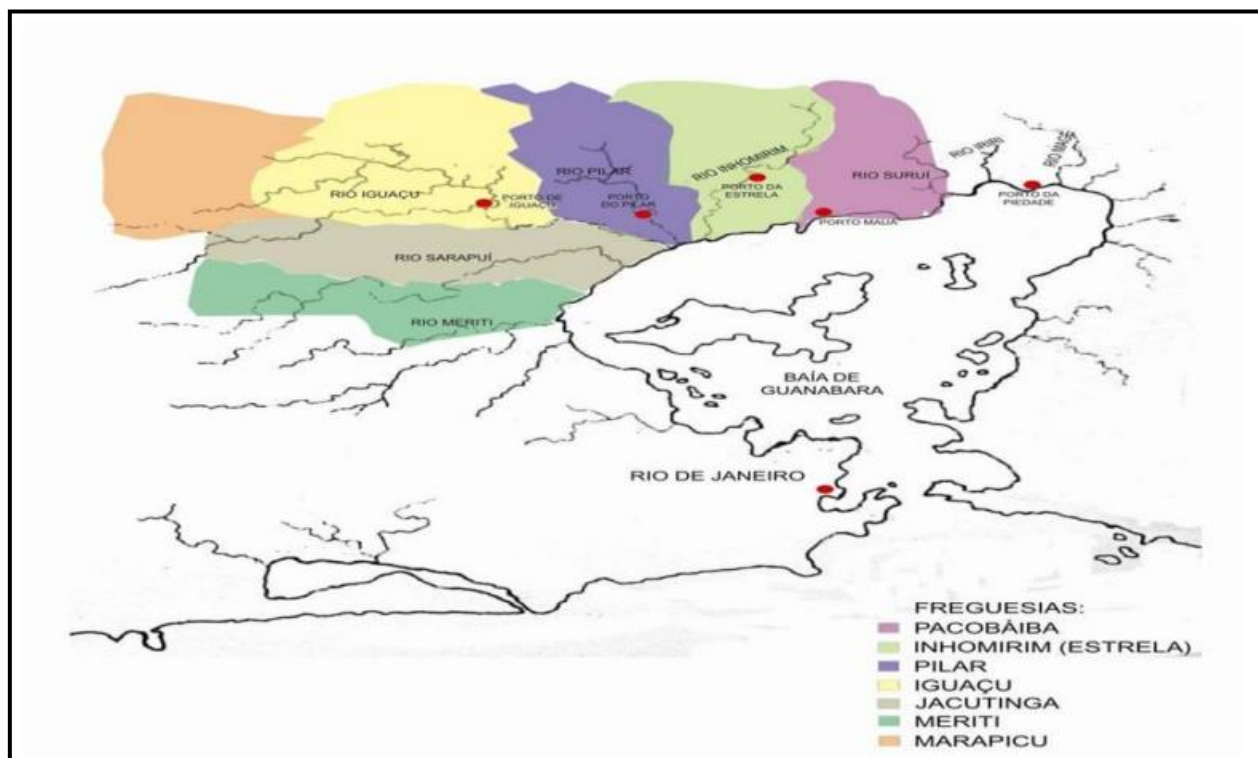 RIO IRIRI
RIO MAGÉ
RIO INHOMIRIM
RIO PILAR
RIO SURUÍ
RIO IGUAÇU
PORTO DE
IGUAÇU
PORTO
DO PILAR
PORTO DA
ESTRELA
PORTO MAUÁ
PORTO DA
PIEDADE
RIO SARAPUÍ
RIO MERITI
BAÍA DE
GUANABARA
RIO DE JANEIRO
FREGUESIAS:
PACOBÁIBA
INHOMIRIM (ESTRELA)
PILAR
IGUAÇU
JACUTINGA
MERITI
MARAPICU